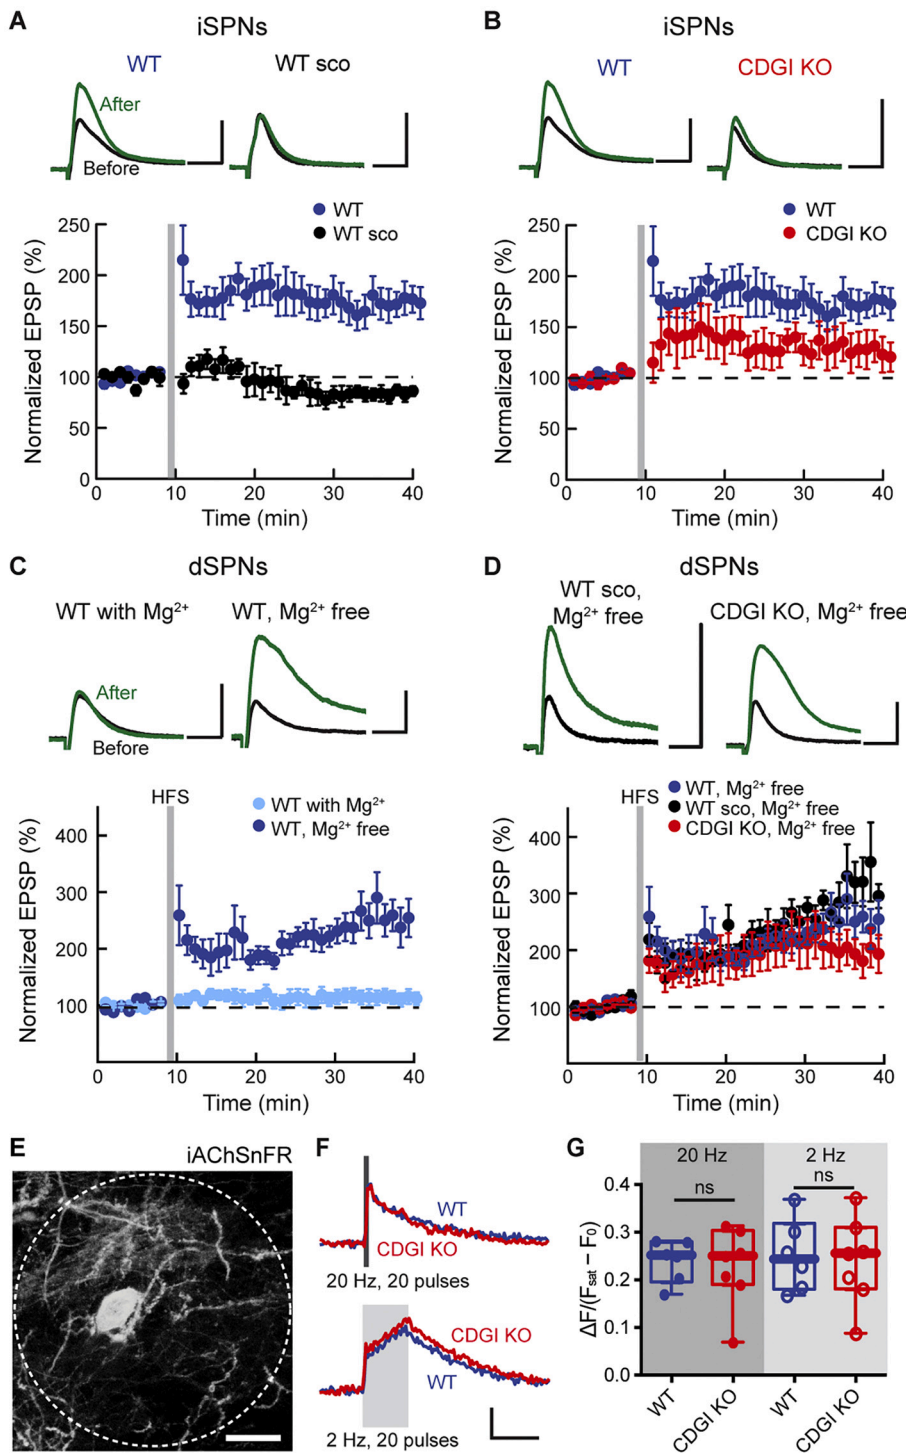 A
iSPNs
WT
WT sco
After
Before
WT
WT sco
Normalized EPSP (%)
250
200
150
100
50
0
0 10 20 30 40
Time (min)
B
iSPNs
WT
CDGI KO
WT
CDGI KO
Normalized EPSP (%)
250
200
150
100
50
0
0 10 20 30 40
Time (min)
C
dSPNs
WT with Mg²⁺
WT, Mg²⁺ free
After
Before
HFS
WT with Mg²⁺
WT, Mg²⁺ free
Normalized EPSP (%)
400
300
200
100
0 10 20 30 40
Time (min)
D
dSPNs
WT sco,
Mg²⁺ free
CDGI KO, Mg²⁺ free
HFS
WT, Mg²⁺ free
WT sco, Mg²⁺ free
CDGI KO, Mg²⁺ free
Normalized EPSP (%)
400
300
200
100
0 10 20 30 40
Time (min)
E
iAChSnFR
F
WT
CDGI KO
20 Hz, 20 pulses
CDGI KO
WT
2 Hz, 20 pulses
G
20 Hz
2 Hz
ns
ns
ΔF/(Fsat – F0)
0.4
0.3
0.2
0.1
0.0
WT
CDGI KO
WT
CDGI KO